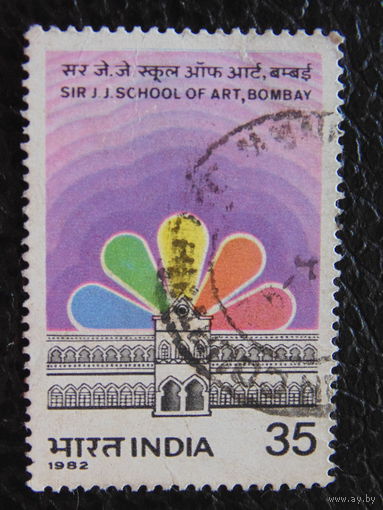 सर जे.जे. स्कूल ऑफ आर्ट, बम्बई
SIR J.J. SCHOOL OF ART, BOMBAY
भारत INDIA 35
1982
www.ay.by